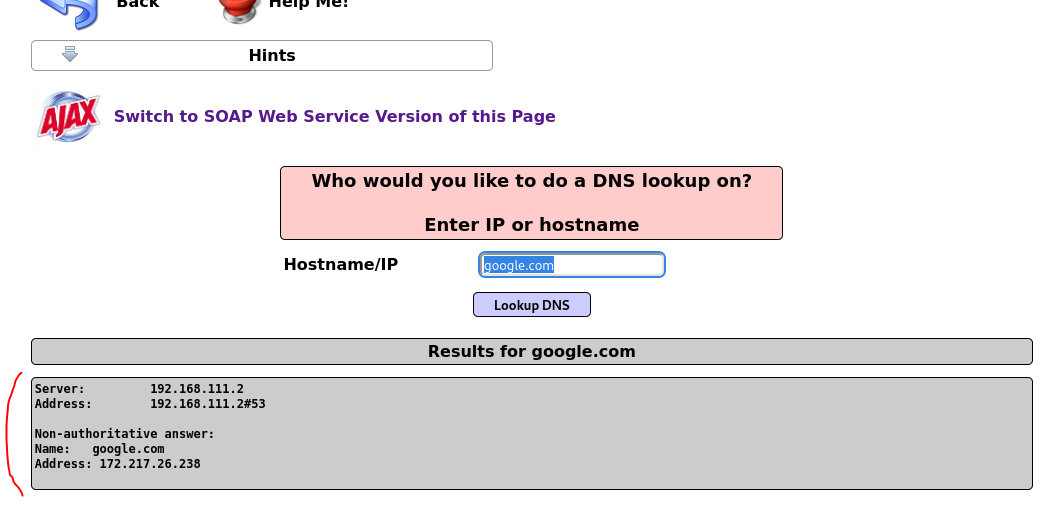 Back
Help Me!
Hints
AJAX
Switch to SOAP Web Service Version of this Page
Who would you like to do a DNS lookup on?
Enter IP or hostname
Hostname/IP google.com
Lookup DNS
Results for google.com
Server: 192.168.111.2
Address: 192.168.111.2#53
Non-authoritative answer:
Name: google.com
Address: 172.217.26.238